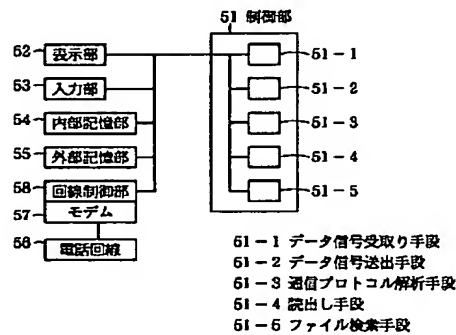 51 制御部
52 表示部
51-1
53 入力部
51-2
54 内部記憶部
51-3
55 外部記憶部
51-4
58 回線制御部
51-5
57 モデム
56 電話回線
51-1 データ信号受取り手段
51-2 データ信号送出手段
51-3 通信プロトコル解析手段
51-4 読出し手段
51-5 ファイル検索手段